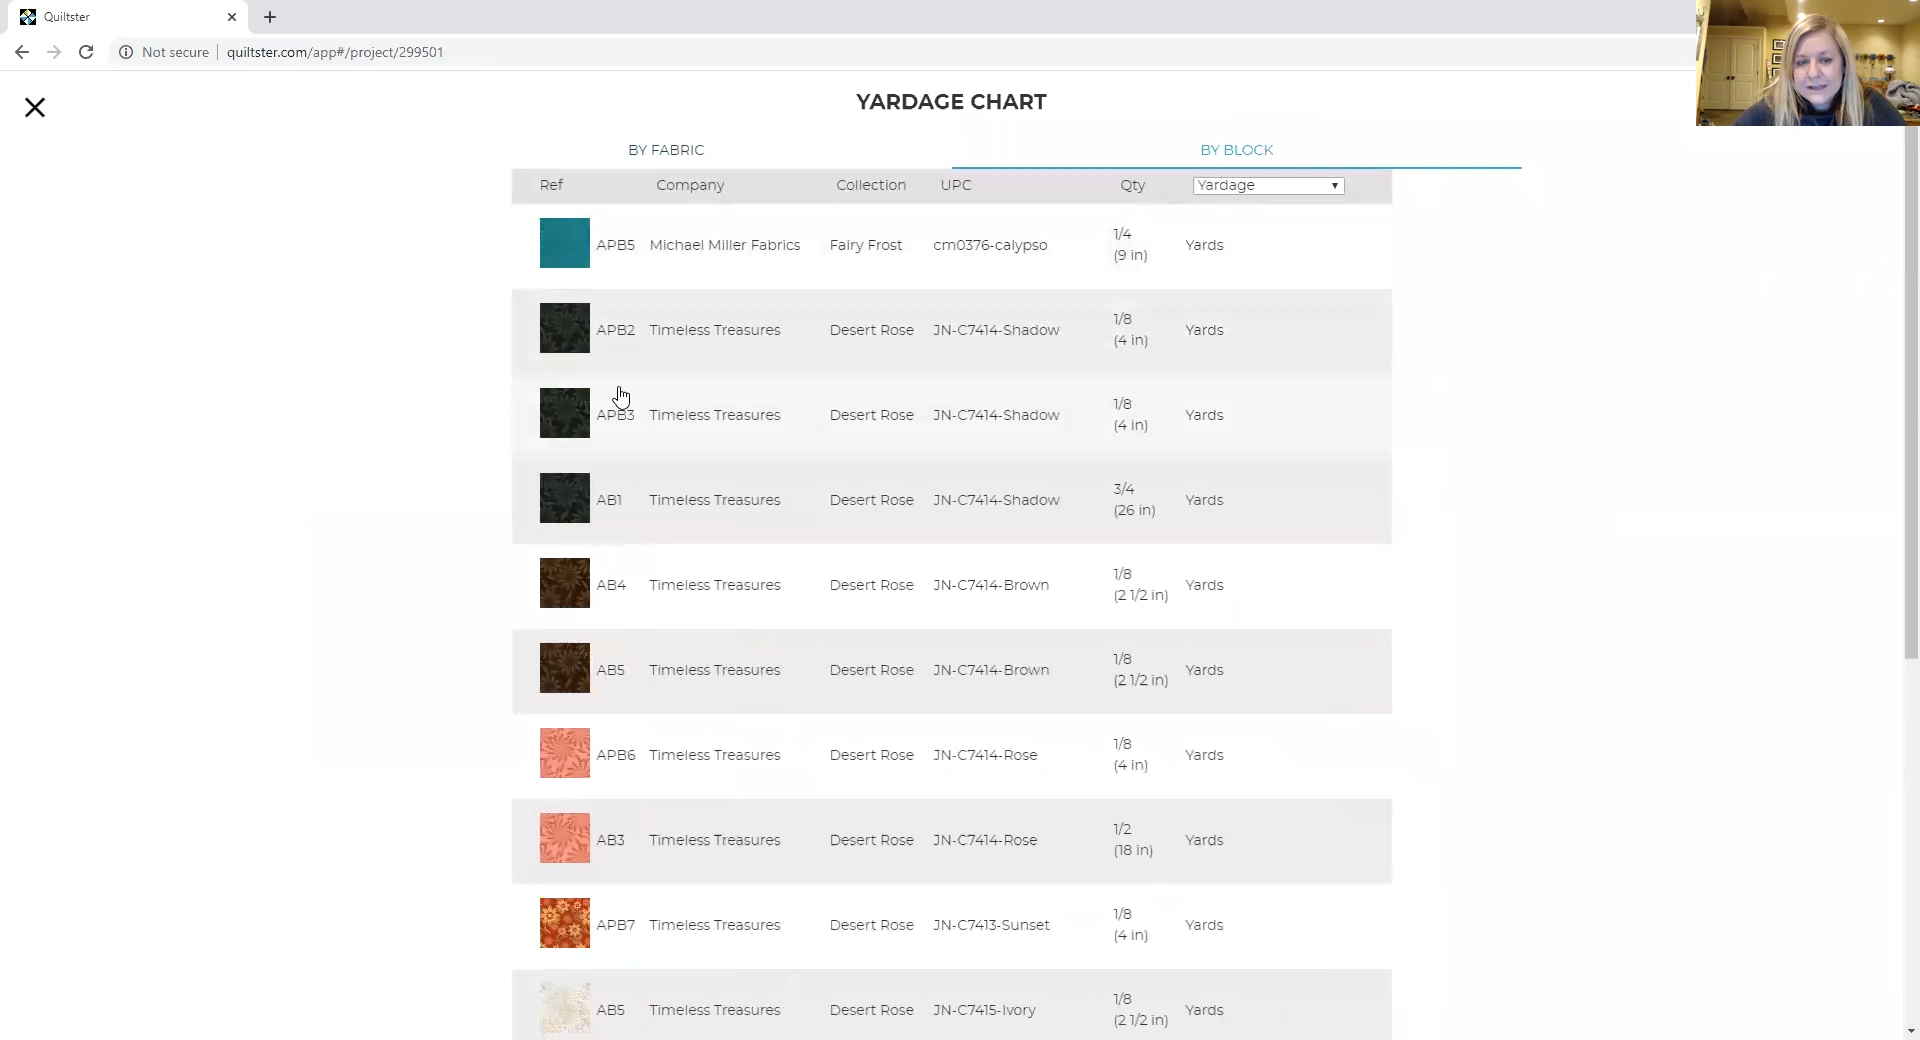 Quiltster
Not secure quiltster.com/app#/project/299501
YARDAGE CHART
BY FABRIC BY BLOCK
Ref Company Collection UPC Qty Yardage
APB5 Michael Miller Fabrics Fairy Frost cm0376-calypso 1/4 (9 in) Yards
APB2 Timeless Treasures Desert Rose JN-C7414-Shadow 1/8 (4 in) Yards
APB3 Timeless Treasures Desert Rose JN-C7414-Shadow 1/8 (4 in) Yards
AB1 Timeless Treasures Desert Rose JN-C7414-Shadow 3/4 (26 in) Yards
AB4 Timeless Treasures Desert Rose JN-C7414-Brown 1/8 (2 1/2 in) Yards
AB5 Timeless Treasures Desert Rose JN-C7414-Brown 1/8 (2 1/2 in) Yards
APB6 Timeless Treasures Desert Rose JN-C7414-Rose 1/8 (4 in) Yards
AB3 Timeless Treasures Desert Rose JN-C7414-Rose 1/2 (18 in) Yards
APB7 Timeless Treasures Desert Rose JN-C7413-Sunset 1/8 (4 in) Yards
AB5 Timeless Treasures Desert Rose JN-C7415-Ivory 1/8 (2 1/2 in) Yards